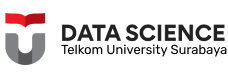 DATA SCIENCE
Telkom University Surabaya